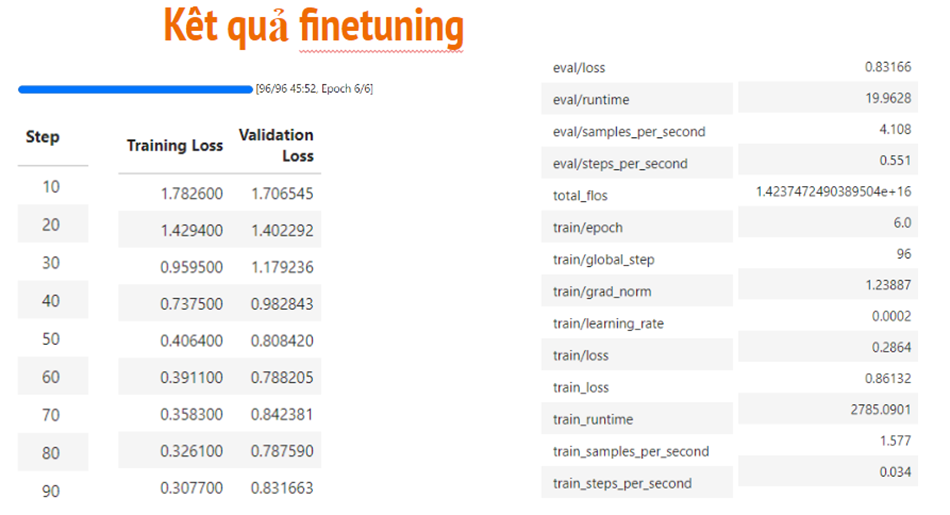 Kêt quả finetuning
[96/96 45:52, Epoch 6/6]
Step Training Loss Validation Loss
10 1.782600 1.706545
20 1.429400 1.402292
30 0.959500 1.179236
40 0.737500 0.982843
50 0.406400 0.808420
60 0.391100 0.788205
70 0.358300 0.842381
80 0.326100 0.787590
90 0.307700 0.831663
eval/loss 0.83166
eval/runtime 19.9628
eval/samples_per_second 4.108
eval/steps_per_second 0.551
total_flos 1.4237472490389504e+16
train/epoch 6.0
train/global_step 96
train/grad_norm 1.23887
train/learning_rate 0.0002
train/loss 0.2864
train_loss 0.86132
train_runtime 2785.0901
train_samples_per_second 1.577
train_steps_per_second 0.034